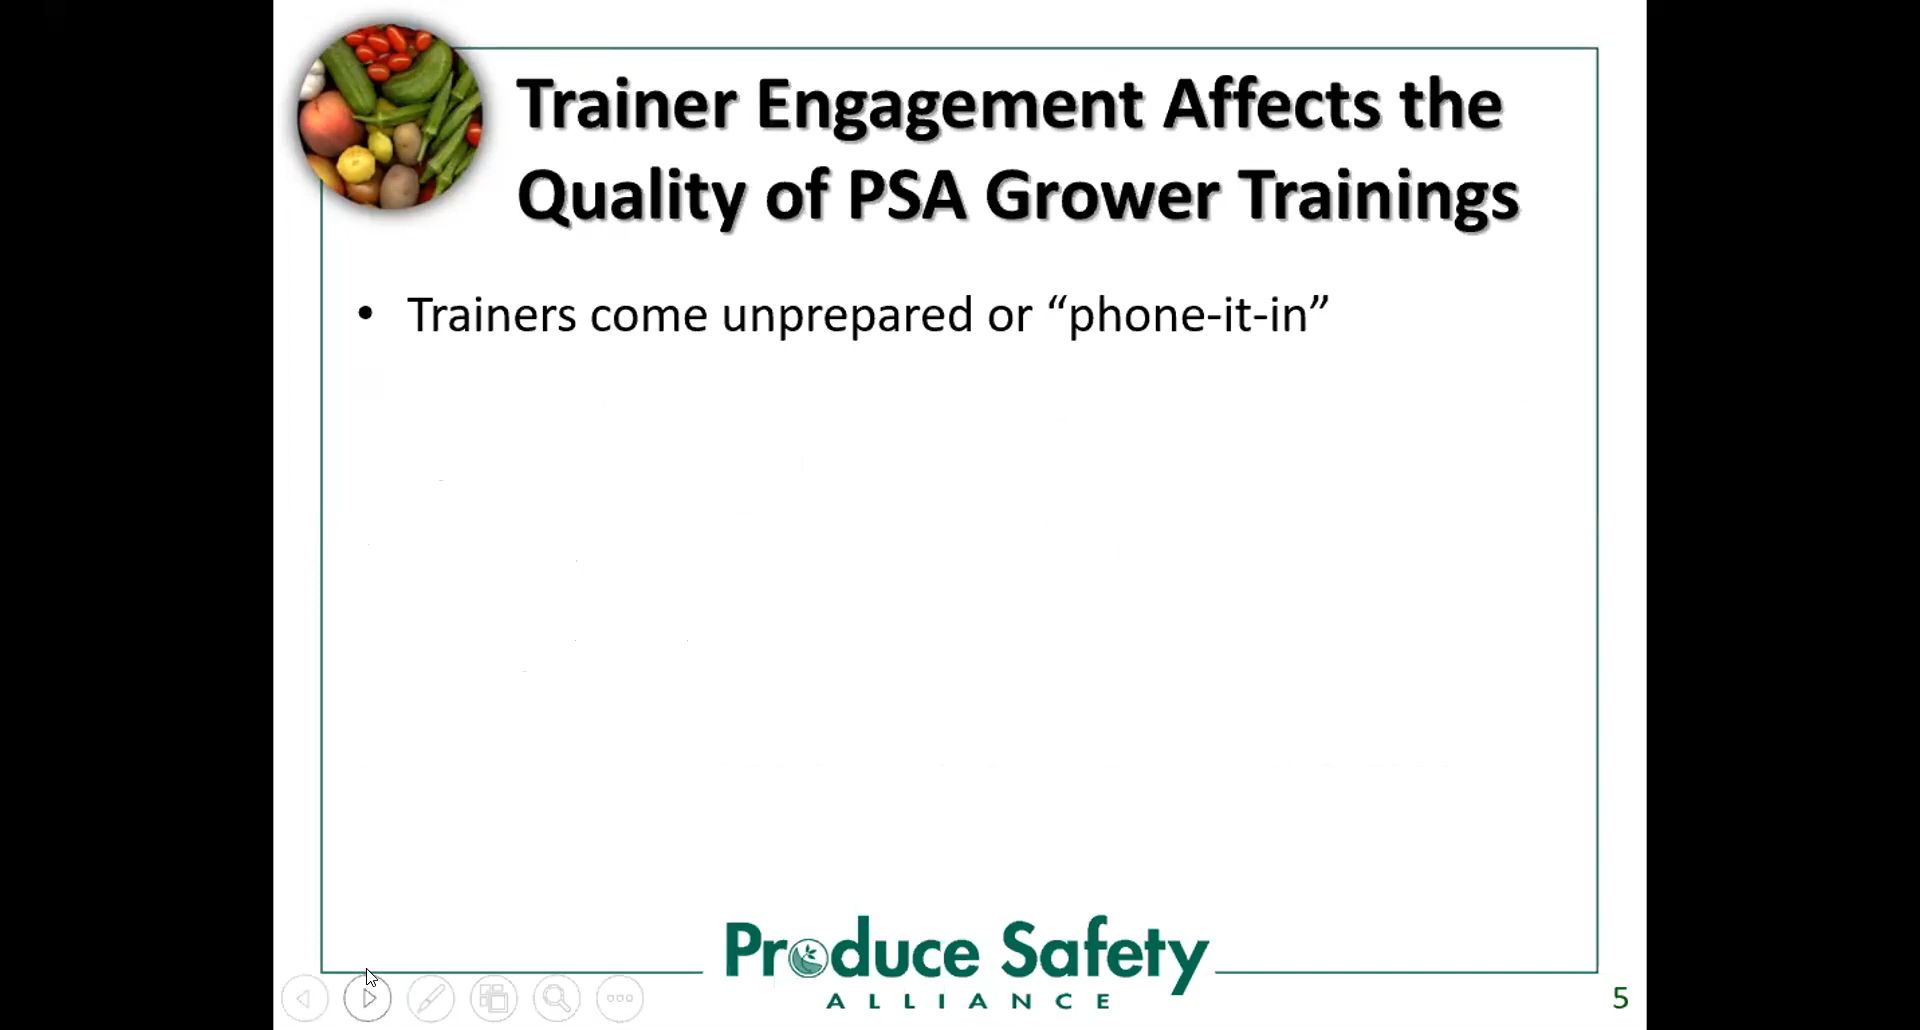 Trainer Engagement Affects the
Quality of PSA Grower Trainings
• Trainers come unprepared or “phone-it-in”
Produce Safety
ALLIANCE
5